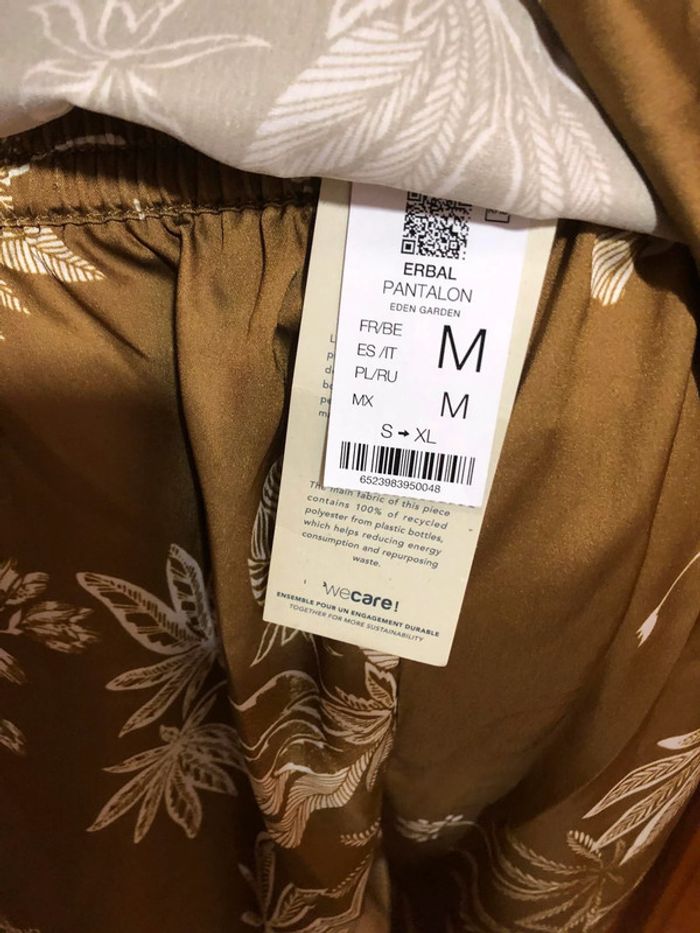 ERBAL
PANTALON
EDEN GARDEN
FR/BE
ES /IT
PL/RU
M
MX
M
S → XL
6523983950048
The main fabric of this piece
contains 100% of recycled
polyester from plastic bottles,
which helps reducing energy
consumption and repurposing
waste.
wecare!
ENSEMBLE POUR UN ENGAGEMENT DURABLE
TOGETHER FOR MORE SUSTAINABILITY